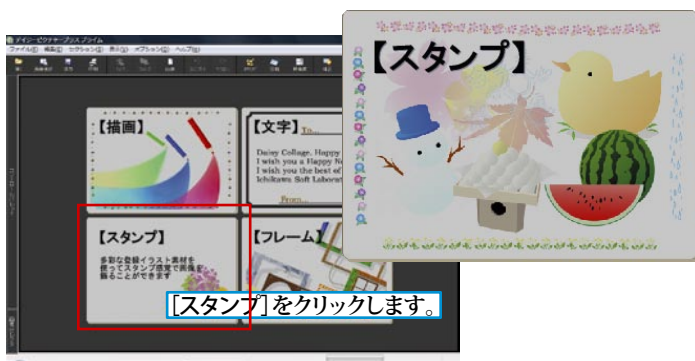 デイジーピクチャープラスプライム
ファイル(F) 編集(E) セクション(S) 表示(V) オプション(O) ヘルプ(H)
【スタンプ】
【描画】
【文字】
To...
Daisy Collage. Happy
I wish you a Happy N
I wish you the best of
Ichikawa Soft Laborat
From...
【スタンプ】
多彩な登録イラスト素材を
使ってスタンプ感覚で画像を
飾ることができます
【フレーム】
[スタンプ]をクリックします。